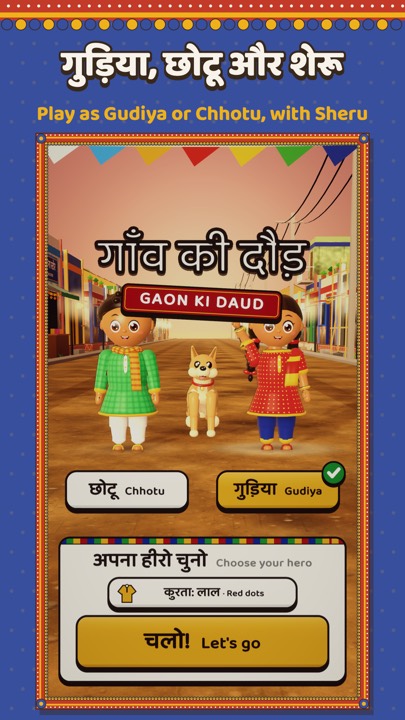 गुड़िया, छोटू और शेरू
Play as Gudiya or Chhotu, with Sheru
गाँव की दौड़
GAON KI DAUD
छोटू Chhotu
गुड़िया Gudiya
अपना हीरो चुनो Choose your hero
कुरता: लाल · Red dots
चलो! Let's go